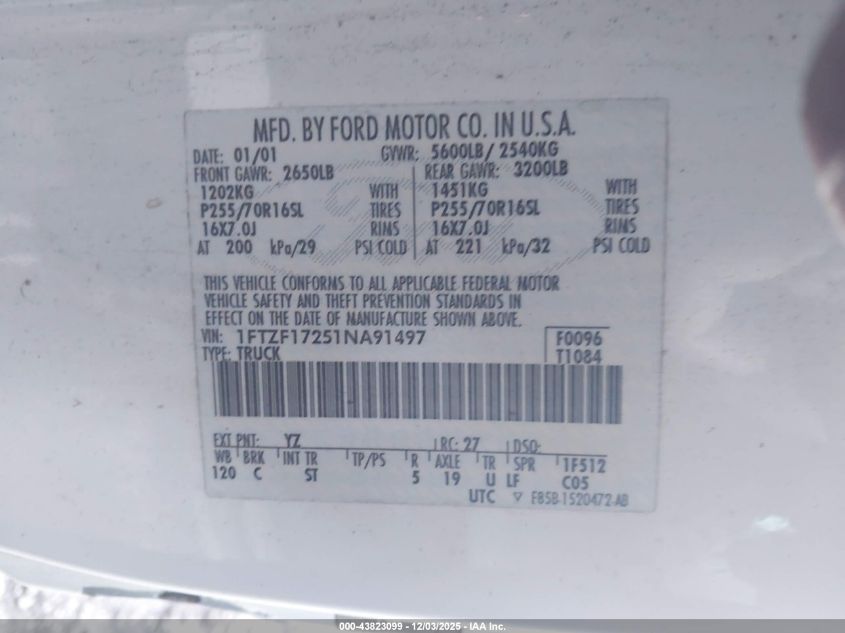 MFD. BY FORD MOTOR CO. IN U.S.A.
DATE: 01/01 GVWR: 5600LB/ 2540KG
FRONT GAWR: 2650LB REAR GAWR: 3200LB
1202KG WITH 1451KG WITH
P255/70R16SL TIRES P255/70R16SL TIRES
16X7.0J RIMS 16X7.0J RIMS
AT 200 kPa/29 PSI COLD AT 221 kPa/32 PSI COLD
THIS VEHICLE CONFORMS TO ALL APPLICABLE FEDERAL MOTOR
VEHICLE SAFETY AND THEFT PREVENTION STANDARDS IN
EFFECT ON THE DATE OF MANUFACTURE SHOWN ABOVE.
VIN: 1FTZF17251NA91497 F0096
TYPE: TRUCK T1084
EXT PNT: YZ RC: 27 DSO:
WB BRK INT TR TP/PS R AXLE TR SPR 1F512
120 C ST 5 19 U LF C05
UTC F85B-1520472-AB
000-43823099 - 12/03/2025 - IAA Inc.